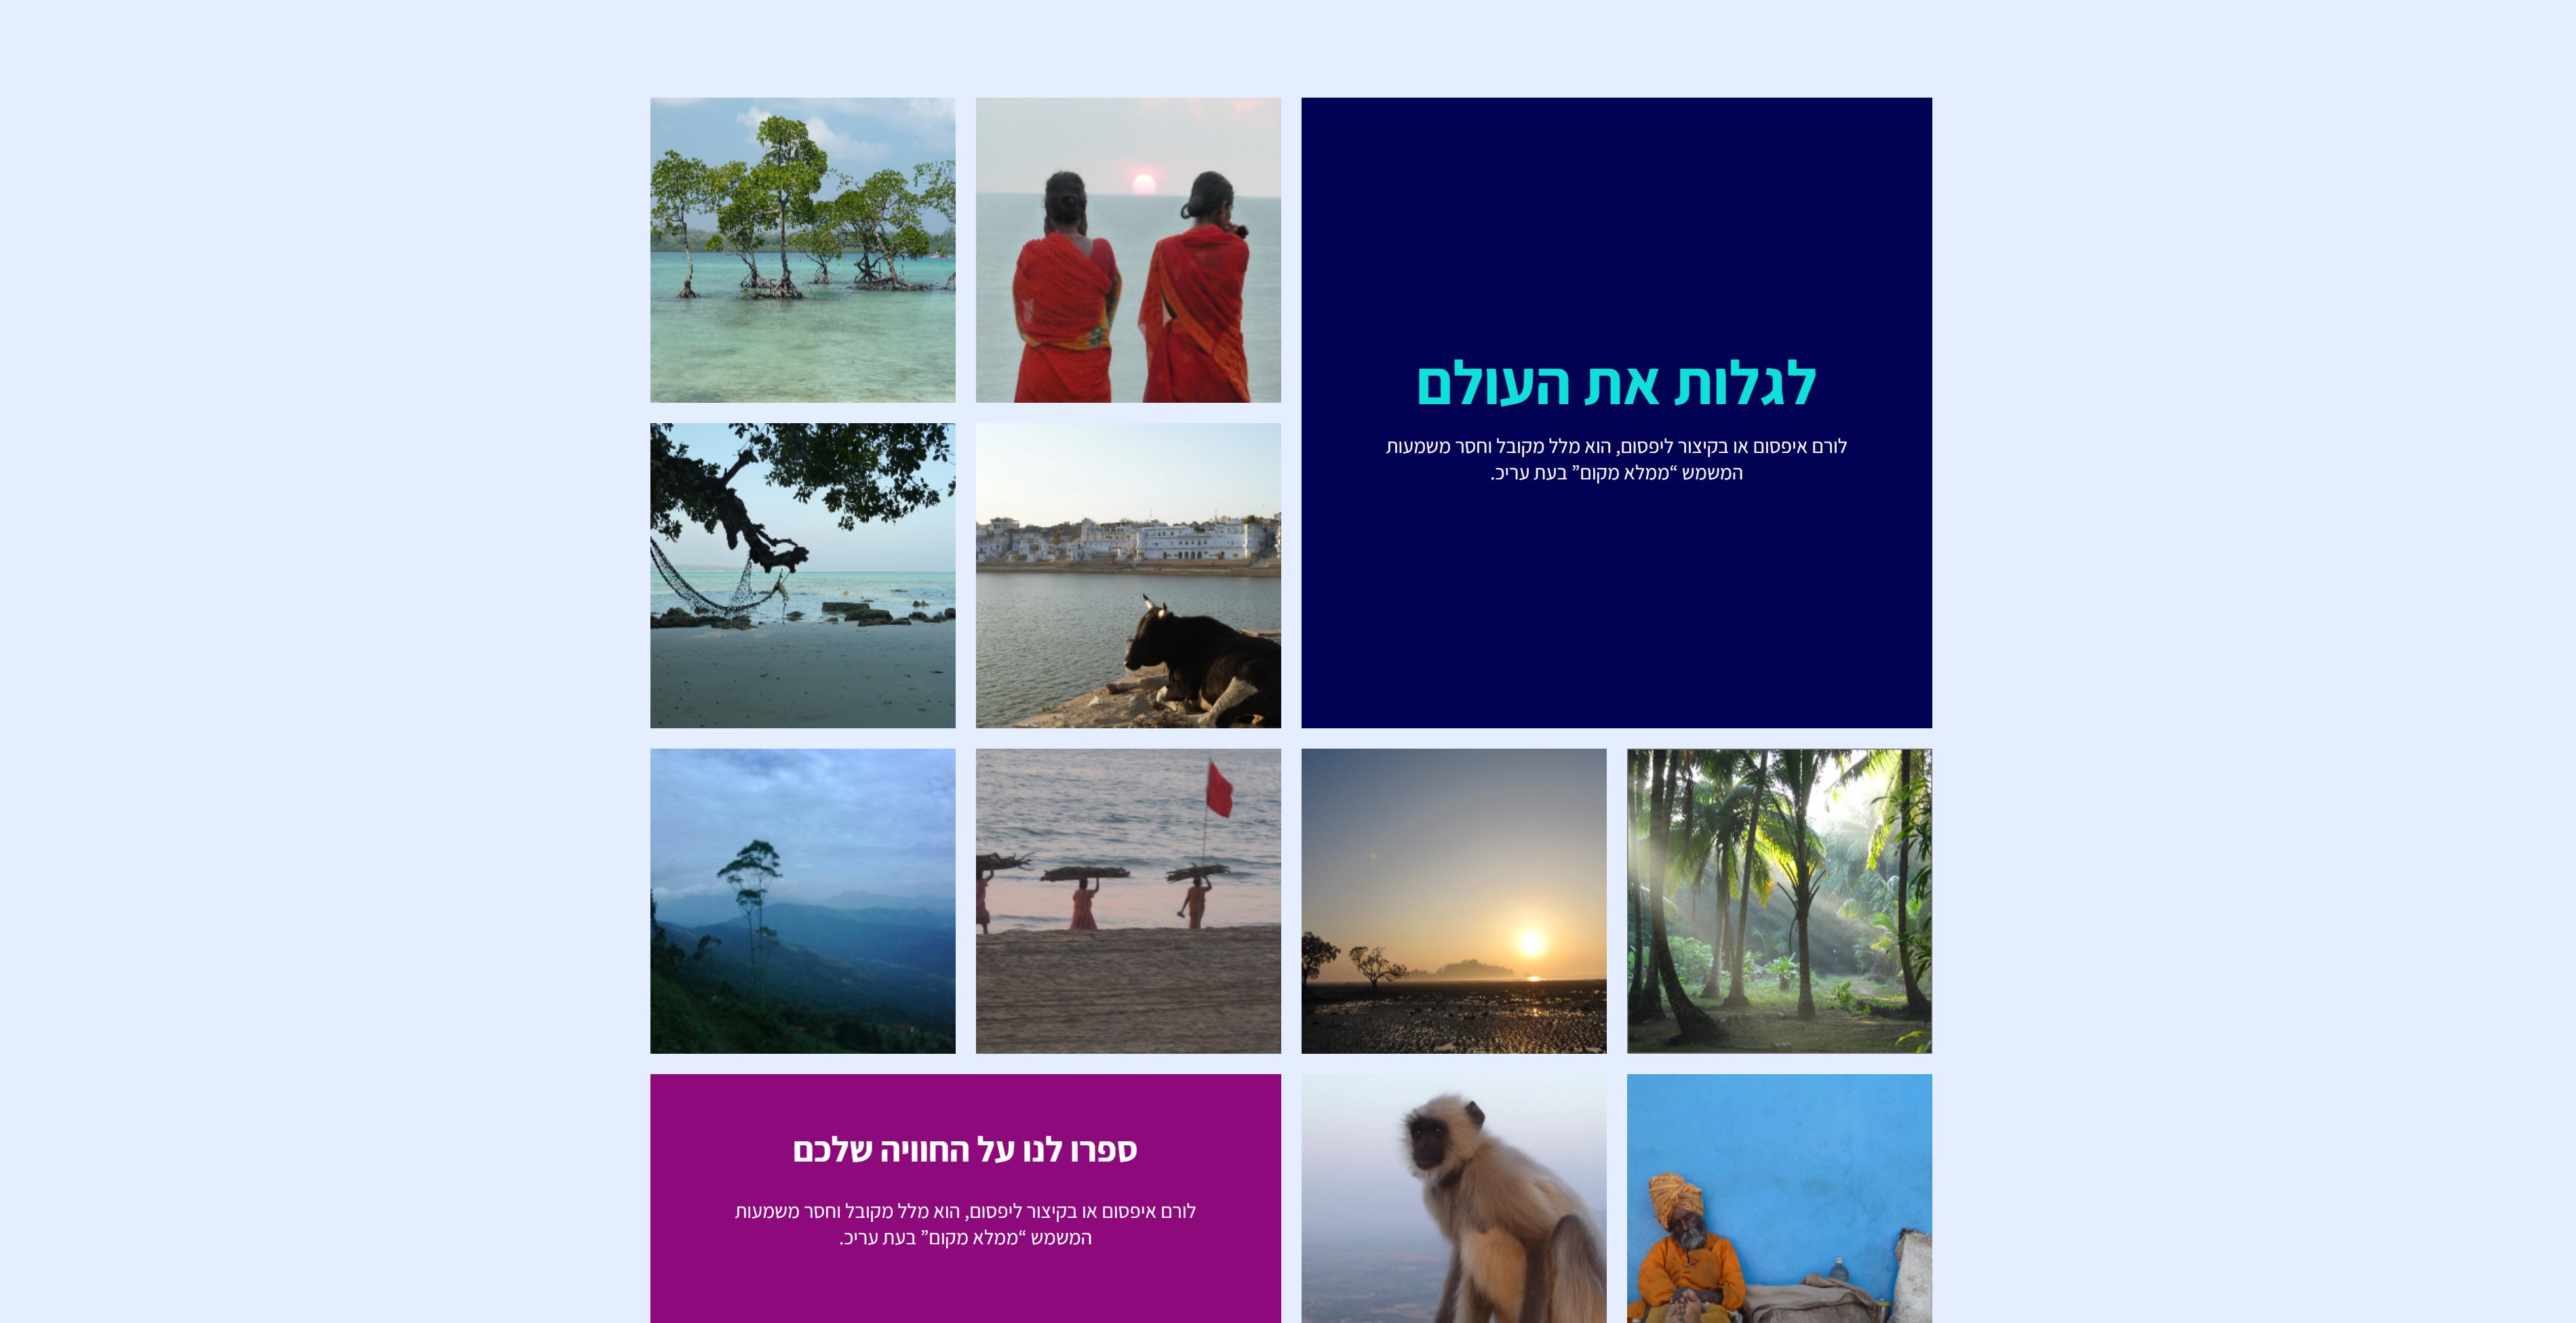 לגלות את העולם
לורם איפסום או בקיצור ליפסום, הוא מלל מקובל וחסר משמעות
המשמש “ממלא מקום” בעת עריכ.
ספרו לנו על החוויה שלכם
לורם איפסום או בקיצור ליפסום, הוא מלל מקובל וחסר משמעות
המשמש “ממלא מקום” בעת עריכ.